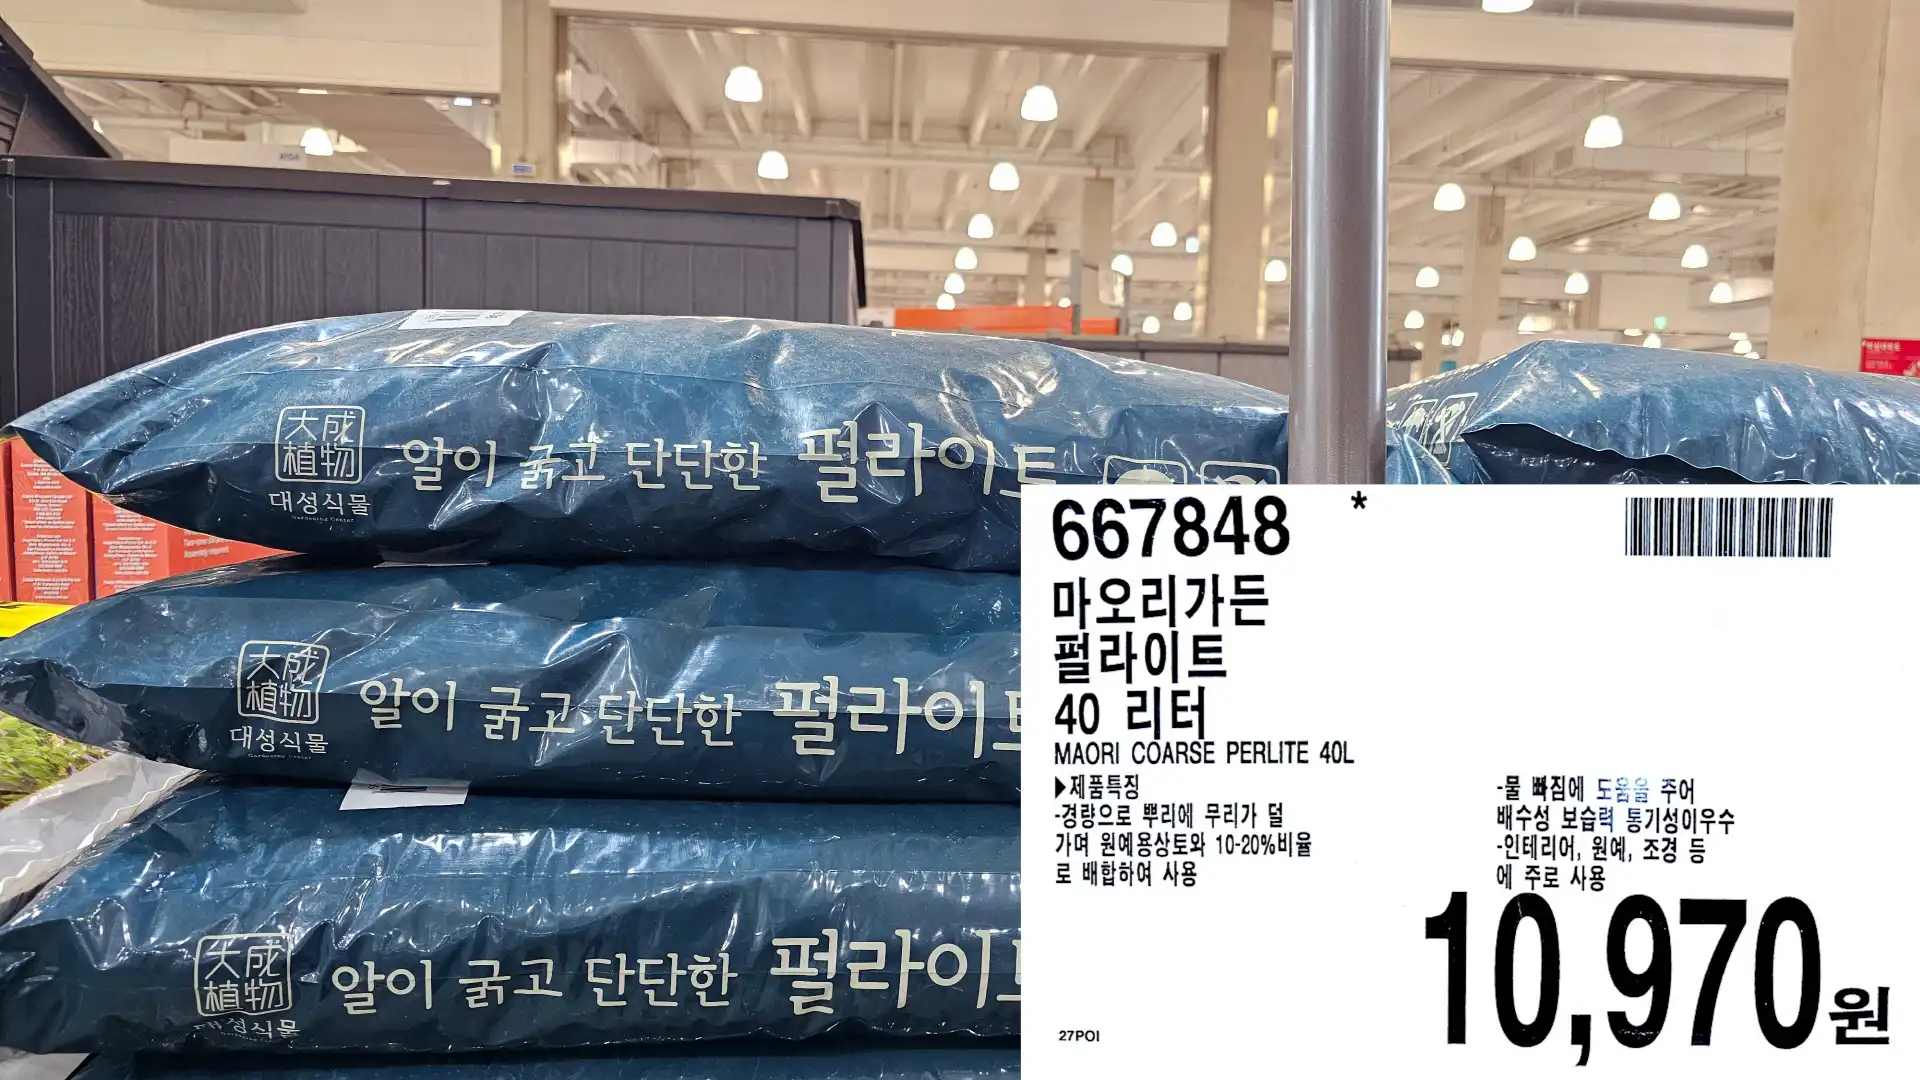 大成
植物
대성식물
Gardening Center
알이 굵고 단단한 펄라이트
大成
植物
대성식물
Gardening Center
알이 굵고 단단한 펄라이
大成
植物
대성식물
알이 굵고 단단한 펄라이
667848 *
마오리가든
펄라이트
40 리터
MAORI COARSE PERLITE 40L
▶제품특징
-경량으로 뿌리에 무리가 덜
가며 원예용상토와 10-20%비율
로 배합하여 사용
-물 빠짐에 도움을 주어
배수성 보습력 통기성이우수
-인테리어, 원예, 조경 등
에 주로 사용
10,970원
27POI